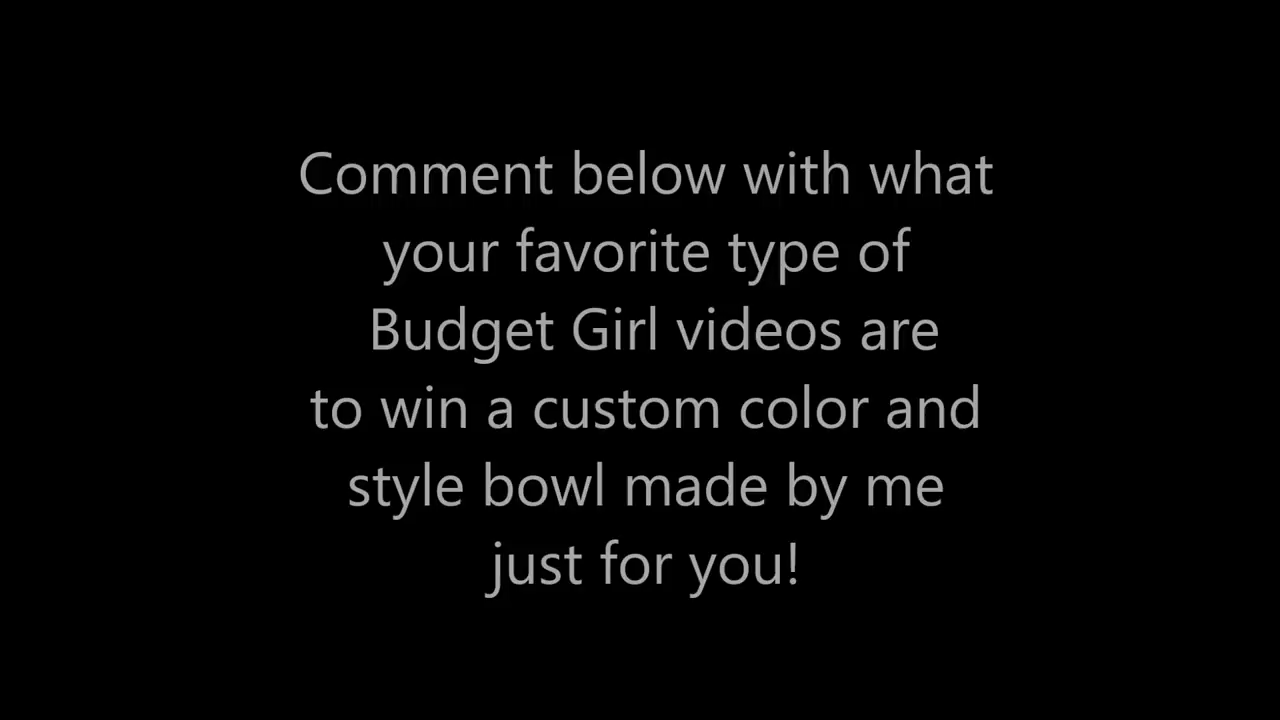 Comment below with what
your favorite type of
Budget Girl videos are
to win a custom color and
style bowl made by me
just for you!